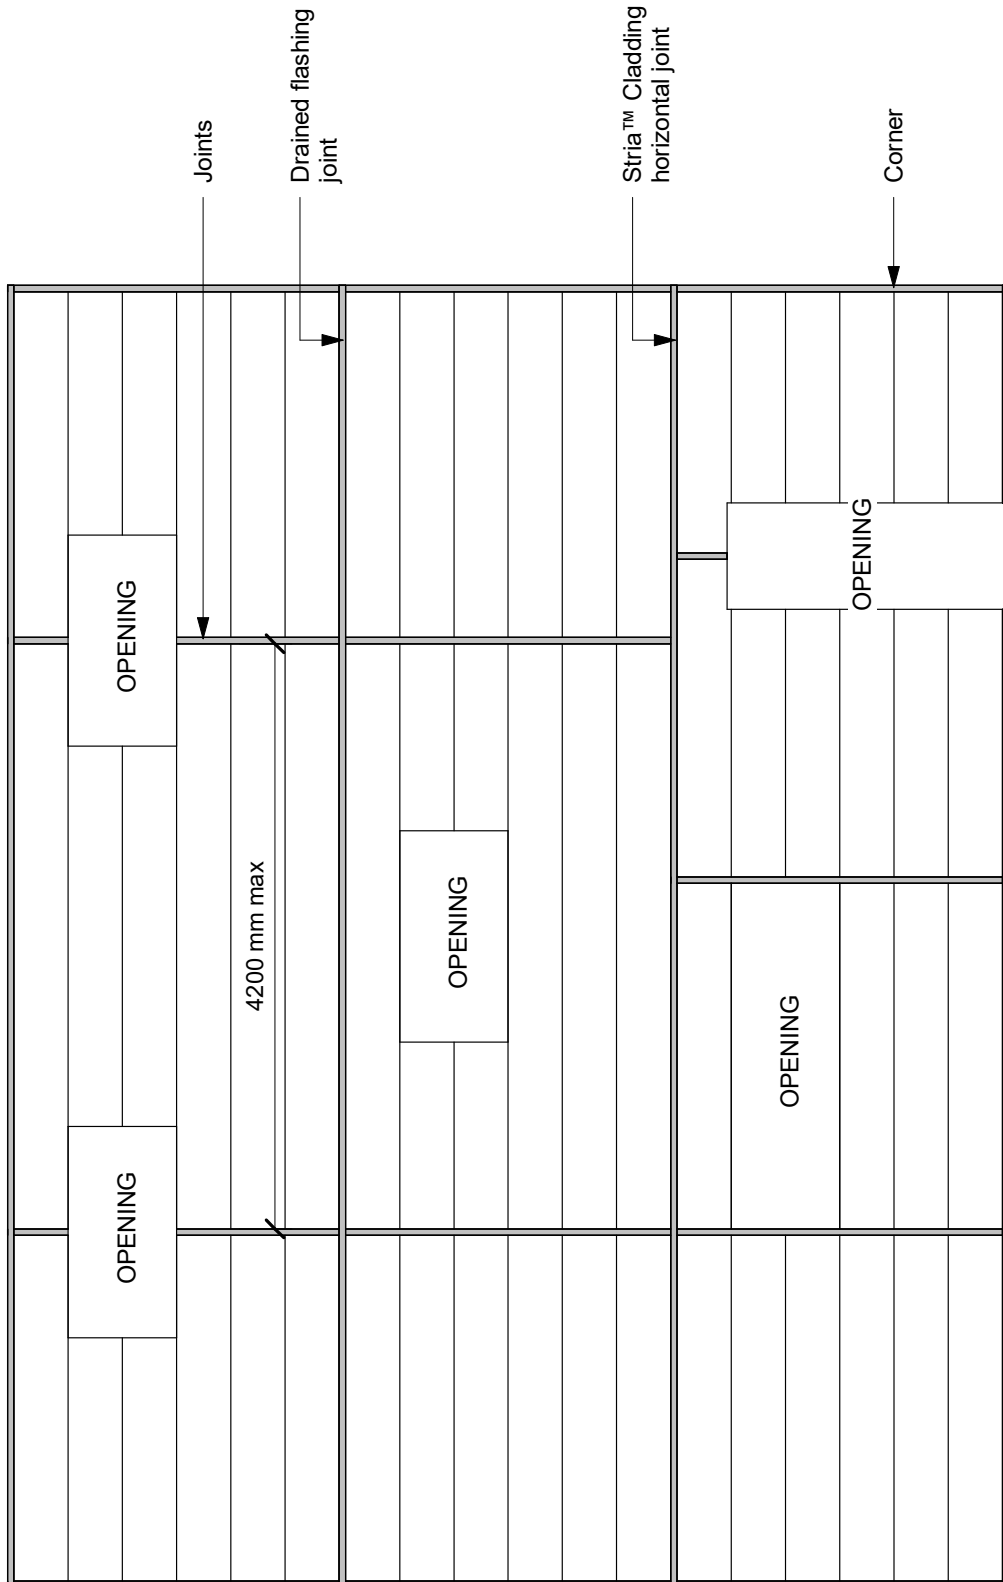 Joints
Drained flashing
joint
Stria™ Cladding
horizontal joint
Corner
OPENING
OPENING
4200 mm max
OPENING
OPENING
OPENING